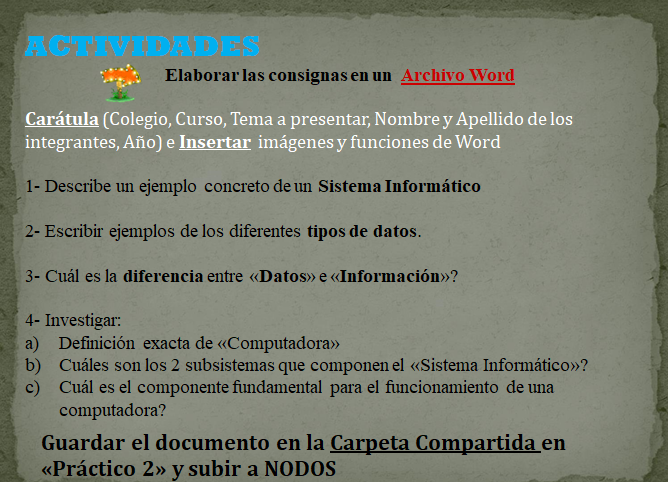 ACTIVIDADES
Elaborar las consignas en un Archivo Word
Carátula (Colegio, Curso, Tema a presentar, Nombre y Apellido de los
integrantes, Año) e Insertar imágenes y funciones de Word
1- Describe un ejemplo concreto de un Sistema Informático
2- Escribir ejemplos de los diferentes tipos de datos.
3- Cuál es la diferencia entre «Datos» e «Información»?
4- Investigar:
a) Definición exacta de «Computadora»
b) Cuáles son los 2 subsistemas que componen el «Sistema Informático»?
c) Cuál es el componente fundamental para el funcionamiento de una
computadora?
Guardar el documento en la Carpeta Compartida en
«Práctico 2» y subir a NODOS